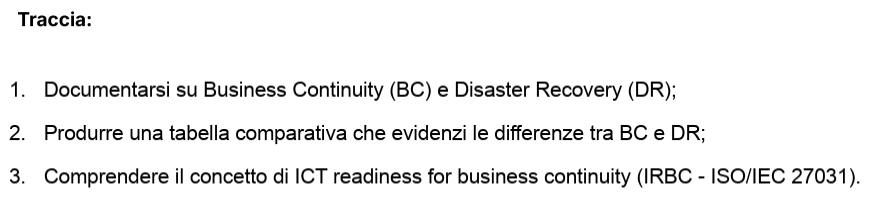 Traccia:
1. Documentarsi su Business Continuity (BC) e Disaster Recovery (DR);
2. Produrre una tabella comparativa che evidenzi le differenze tra BC e DR;
3. Comprendere il concetto di ICT readiness for business continuity (IRBC - ISO/IEC 27031).